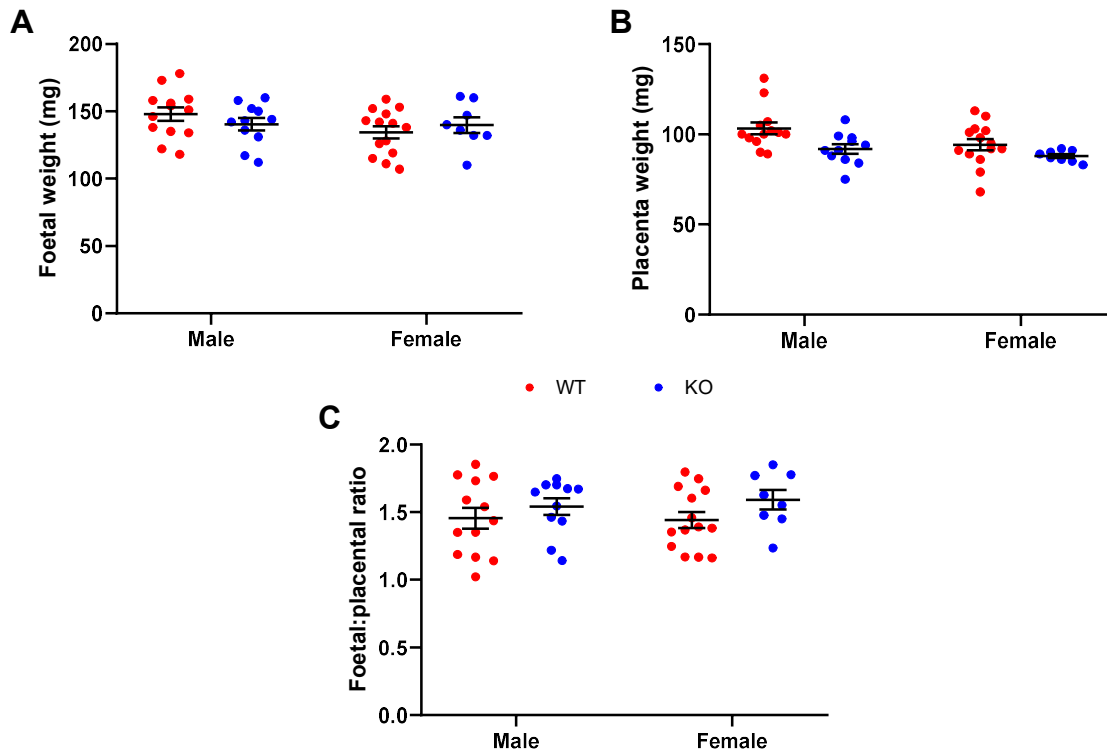 A
Foetal weight (mg)
200
150
100
50
0
Male
Female
B
Placenta weight (mg)
150
100
50
0
Male
Female
WT
KO
C
Foetal:placental ratio
2.0
1.5
1.0
0.5
0.0
Male
Female